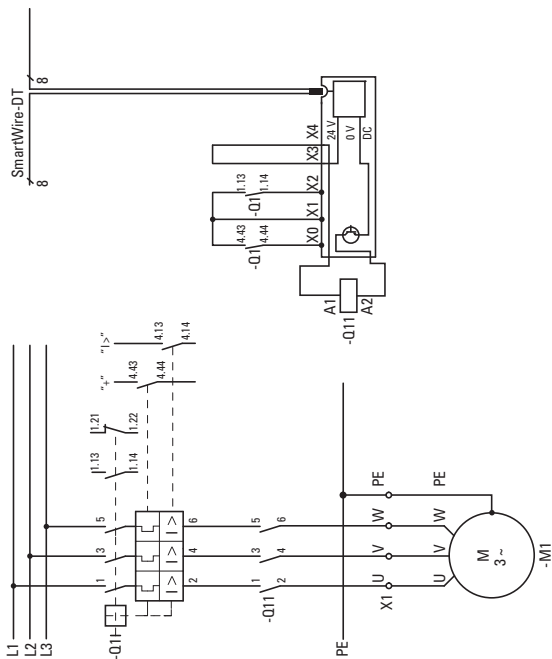 SmartWire-DT
8
8
24 V
0 V
DC
X0
X1
X2
X3
X4
4.43
4.44
-Q1
1.13
1.14
-Q1
A1
A2
-Q11
L1
L2
L3
1.13
1.14
1.21
1.22
"+"
4.43
4.44
"I >"
4.13
4.14
-Q1
1
3
5
I >
I >
I >
2
4
6
-Q11
1
3
5
2
4
6
PE
X1
U
V
W
PE
U
V
W
PE
M
3 ~
-M1